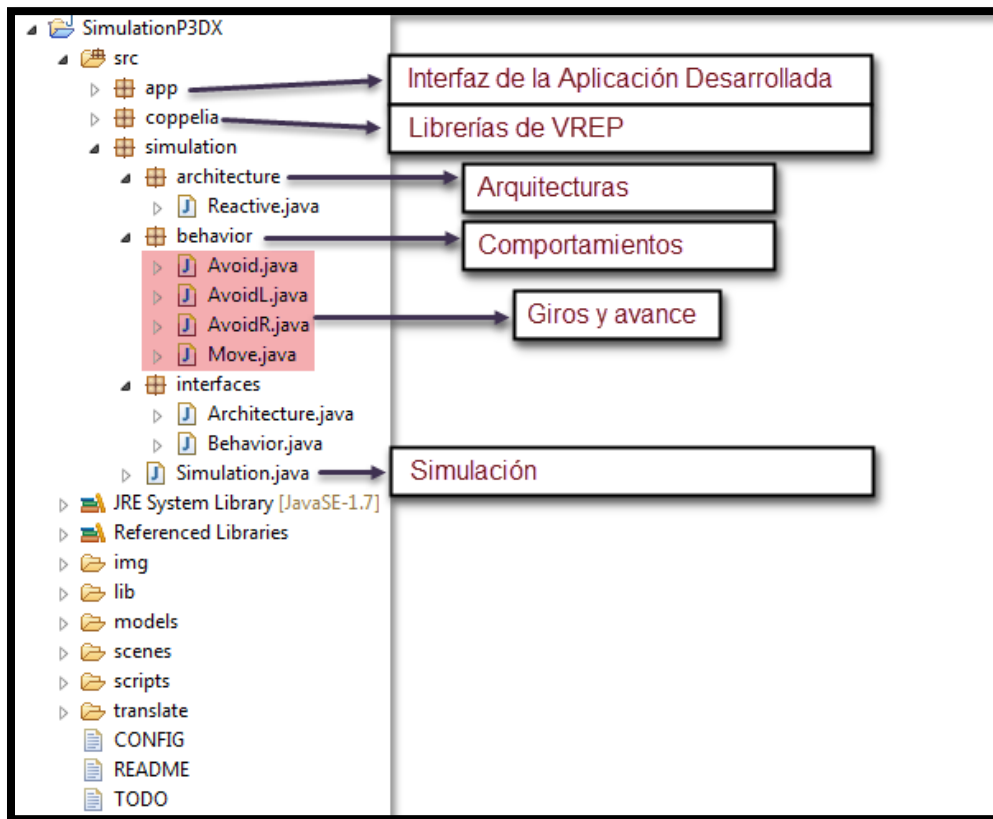 SimulationP3DX
src
app
Interfaz de la Aplicación Desarrollada
coppelia
Librerías de VREP
simulation
architecture
Arquitecturas
Reactive.java
behavior
Comportamientos
Avoid.java
AvoidL.java
AvoidR.java
Giros y avance
Move.java
interfaces
Architecture.java
Behavior.java
Simulation.java
Simulación
JRE System Library [JavaSE-1.7]
Referenced Libraries
img
lib
models
scenes
scripts
translate
CONFIG
README
TODO